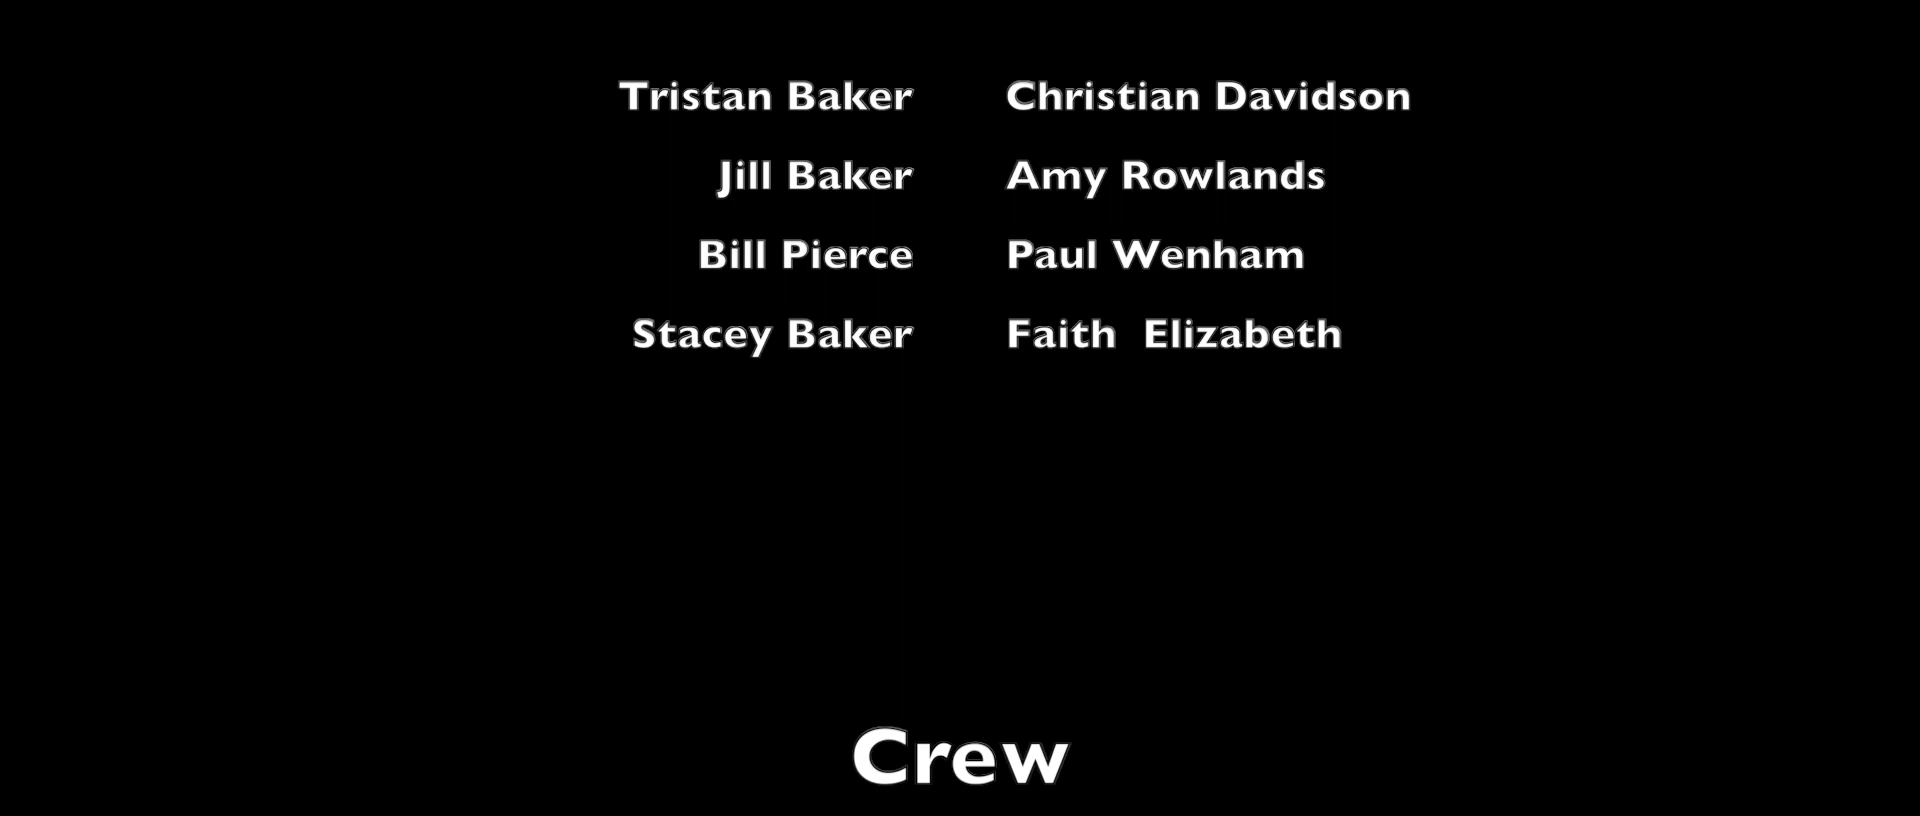 Tristan Baker Christian Davidson
Jill Baker Amy Rowlands
Bill Pierce Paul Wenham
Stacey Baker Faith  Elizabeth
Crew